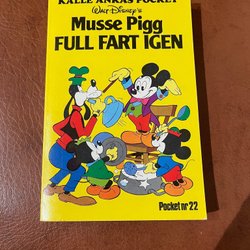 KALLE ANKAS POCKET
WALT DISNEY'S
Musse Pigg
FULL FART IGEN
Pocket nr 22